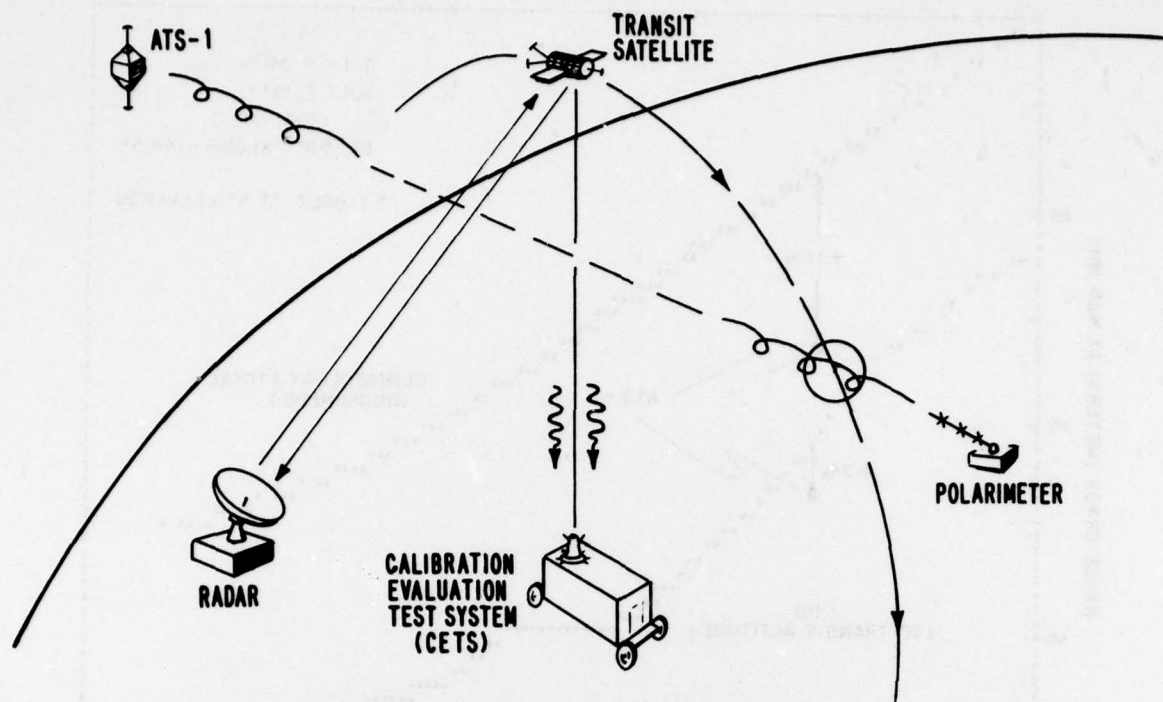 ATS-1
TRANSIT
SATELLITE
RADAR
CALIBRATION
EVALUATION
TEST SYSTEM
(CETS)
POLARIMETER